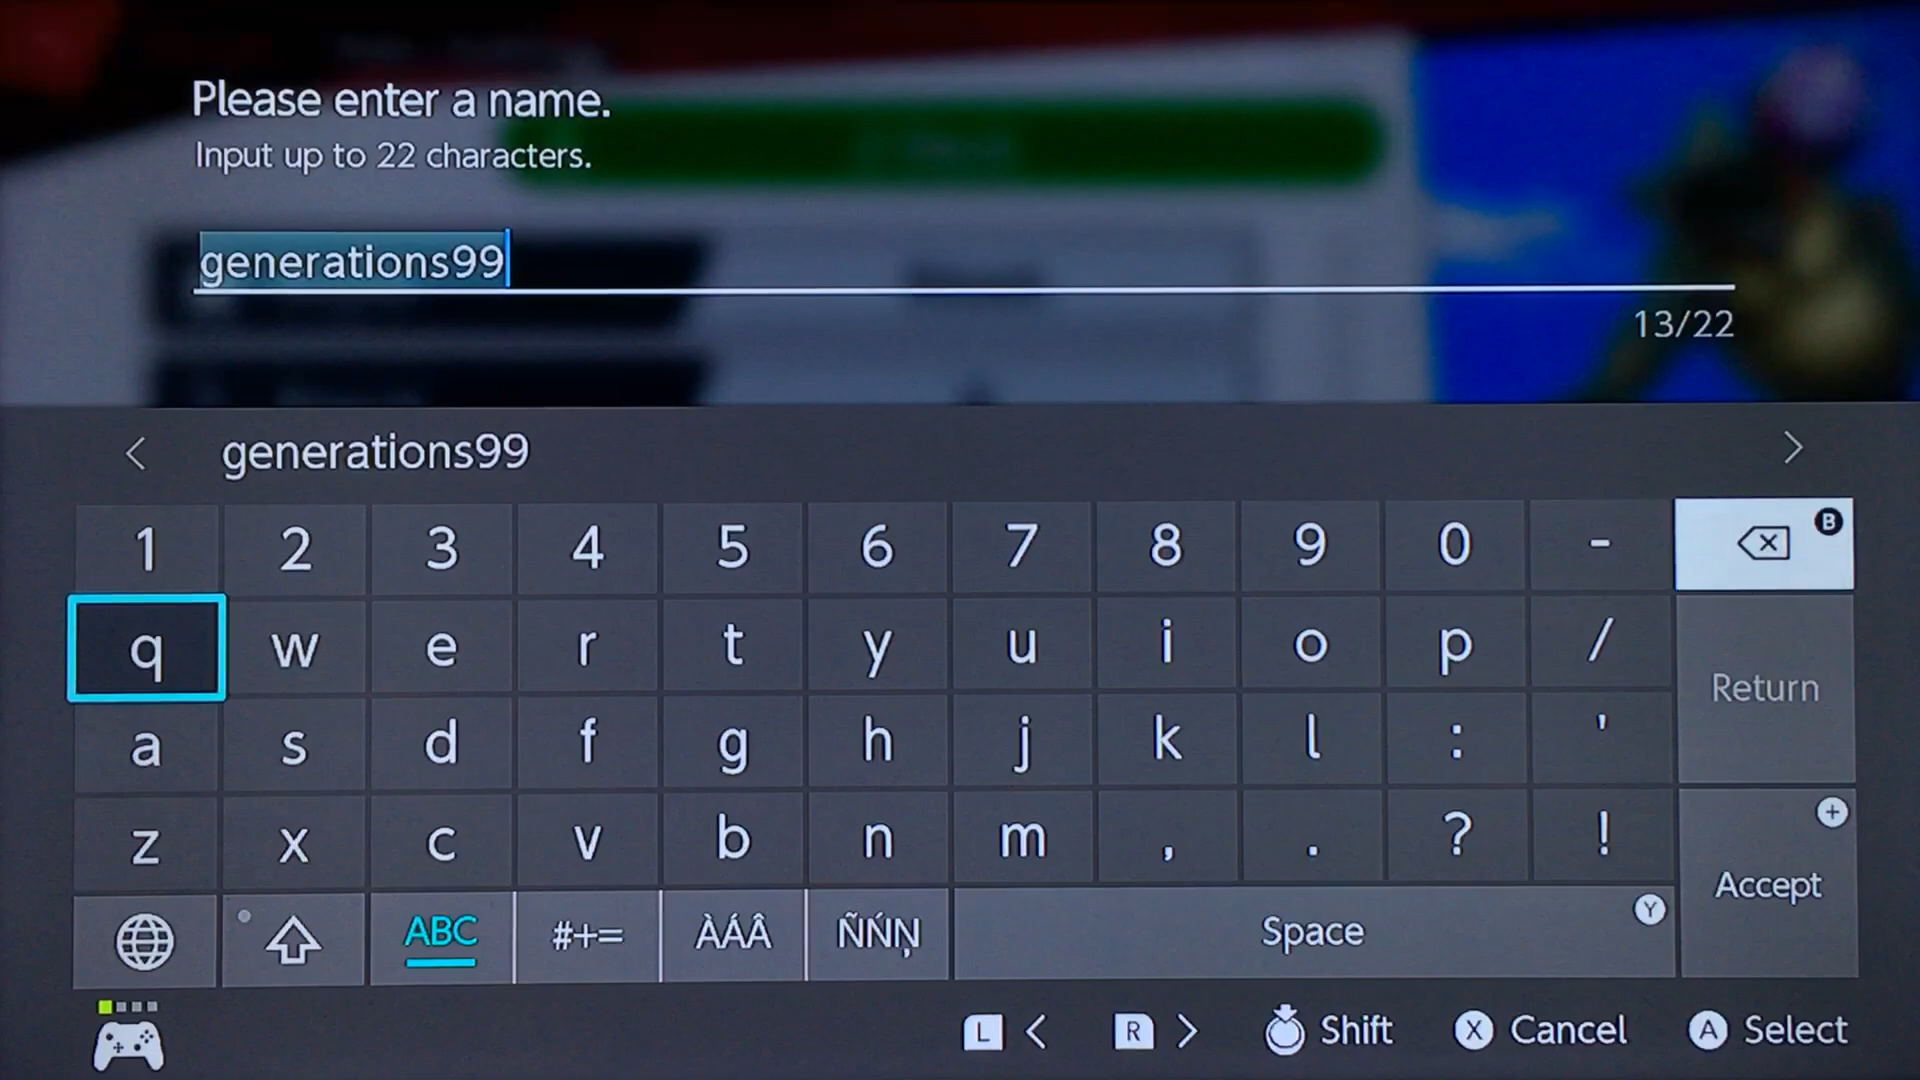 Please enter a name.
Input up to 22 characters.
generations99
13/22
< generations99 >
1 2 3 4 5 6 7 8 9 0 - B
q w e r t y u i o p / Return
a s d f g h j k l : '
z x c v b n m , . ? ! + Accept
ABC #+= ÀÁÂ ÑŃŅ Space Y
L < R > Shift X Cancel A Select